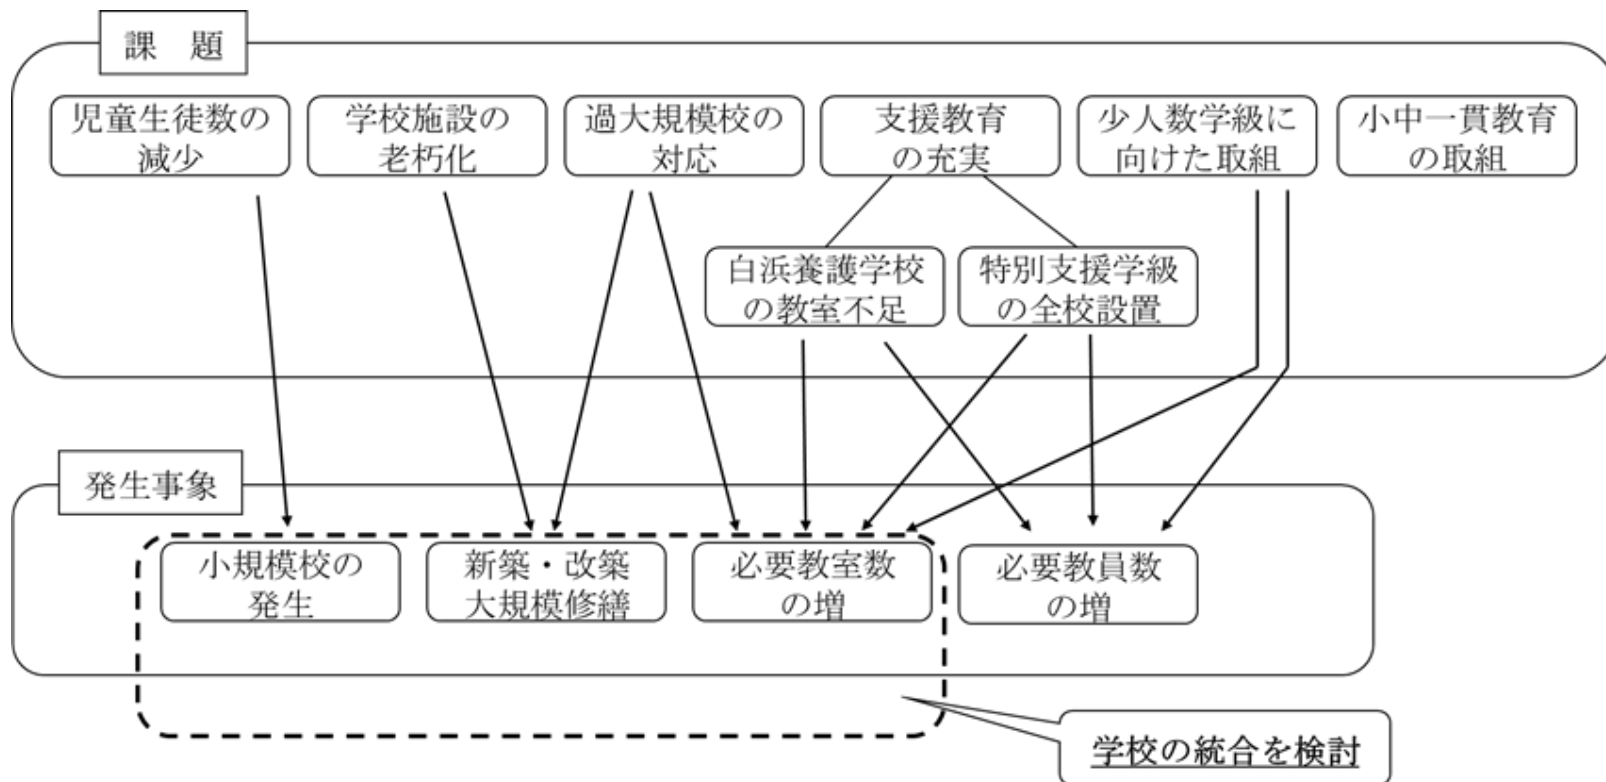 課　題
児童生徒数の
減少
学校施設の
老朽化
過大規模校の
対応
支援教育
の充実
少人数学級に
向けた取組
小中一貫教育
の取組
白浜養護学校
の教室不足
特別支援学級
の全校設置
発生事象
小規模校の
発生
新築・改築
大規模修繕
必要教室数
の増
必要教員数
の増
学校の統合を検討